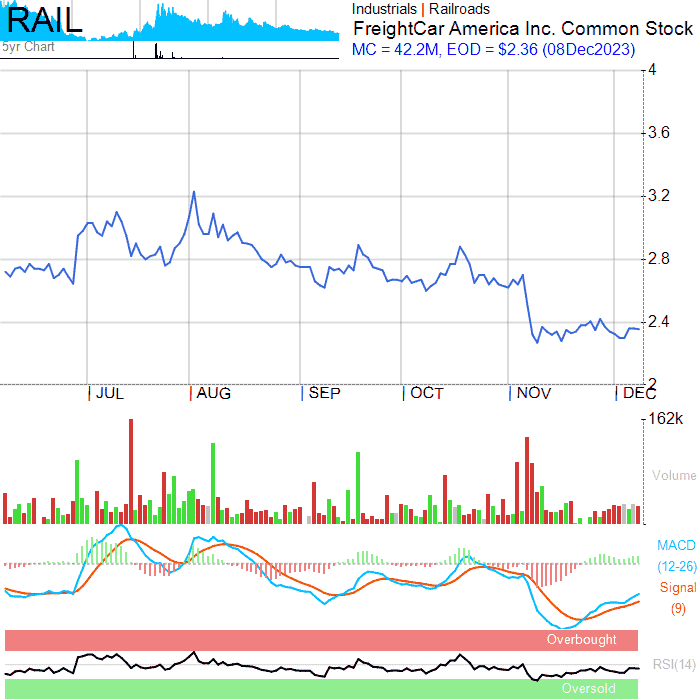 RAIL
5yr Chart
Industrials | Railroads
FreightCar America Inc. Common Stock
MC = 42.2M, EOD = $2.36 (08Dec2023)
4
3.6
3.2
2.8
2.4
2
JUL AUG SEP OCT NOV DEC
162k
Volume
MACD
(12-26)
Signal
(9)
Overbought
RSI(14)
Oversold